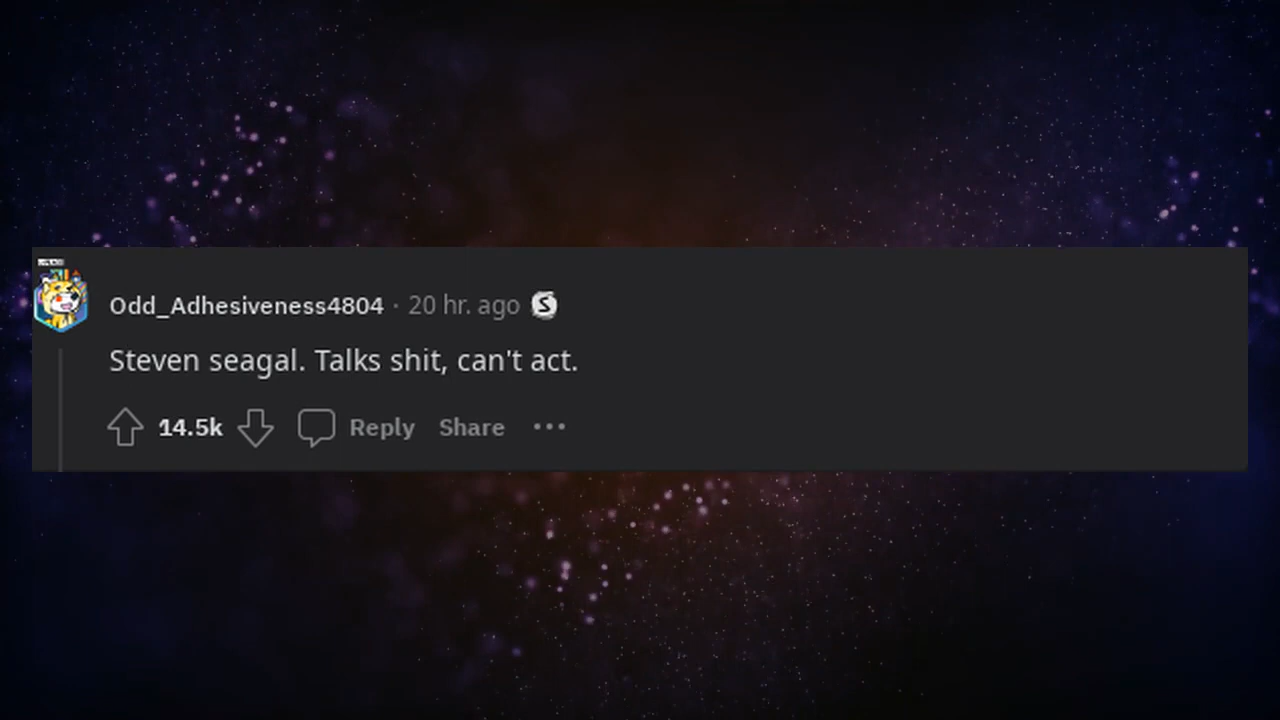 Odd_Adhesiveness4804 · 20 hr. ago
Steven seagal. Talks shit, can't act.
14.5k Reply Share ···